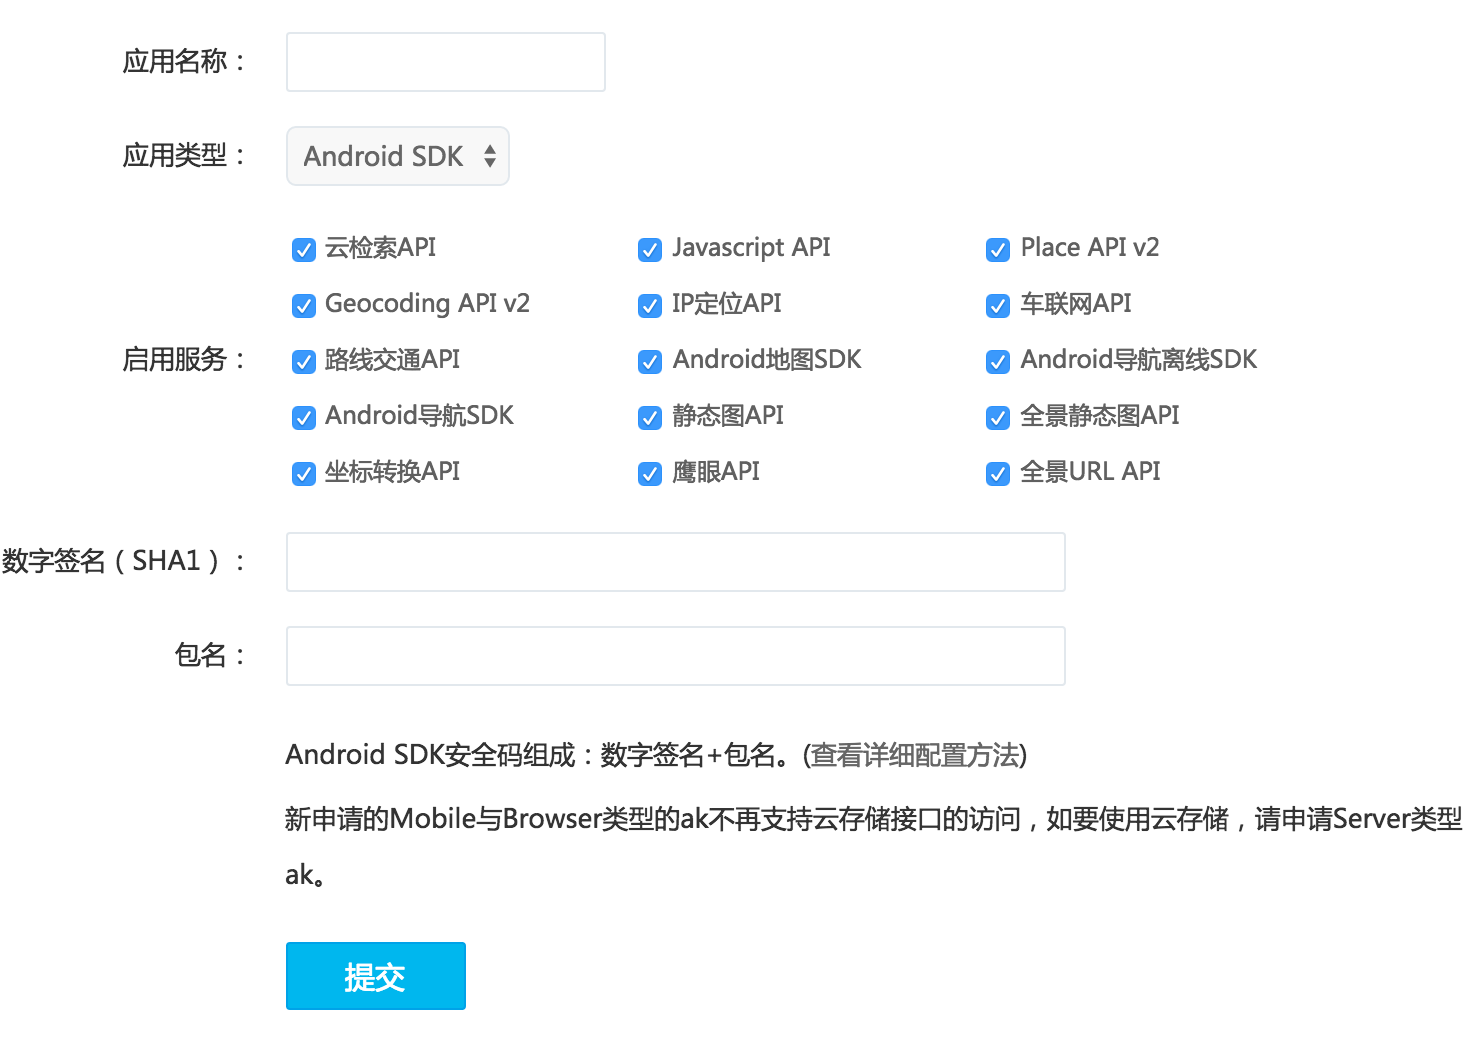 应用名称：
应用类型： Android SDK
云检索API Javascript API Place API v2
Geocoding API v2 IP定位API 车联网API
启用服务： 路线交通API Android地图SDK Android导航离线SDK
Android导航SDK 静态图API 全景静态图API
坐标转换API 鹰眼API 全景URL API
数字签名（SHA1）：
包名：
Android SDK安全码组成：数字签名+包名。(查看详细配置方法)
新申请的Mobile与Browser类型的ak不再支持云存储接口的访问，如要使用云存储，请申请Server类型
ak。
提交